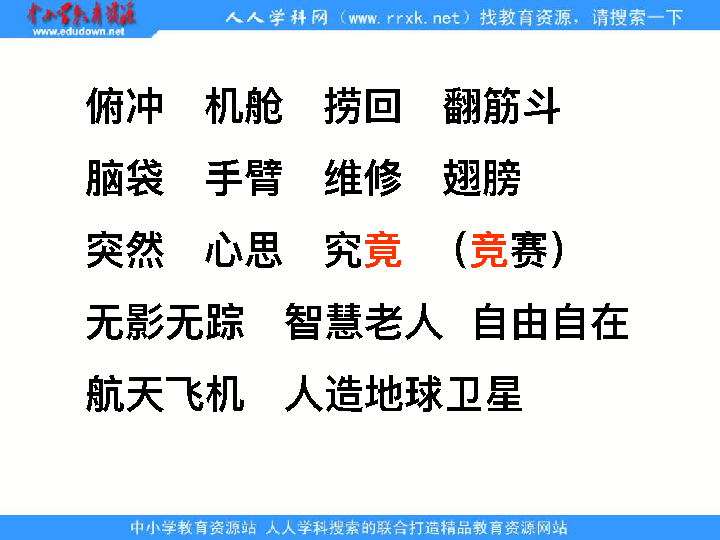 中小学教育资源
www.edudown.net
人人学科网（www.rrxk.net）找教育资源，请搜索一下
俯冲 机舱 捞回 翻筋斗
脑袋 手臂 维修 翅膀
突然 心思 究竟 （竞赛）
无影无踪 智慧老人 自由自在
航天飞机 人造地球卫星
中小学教育资源站 人人学科搜索的联合打造精品教育资源网站